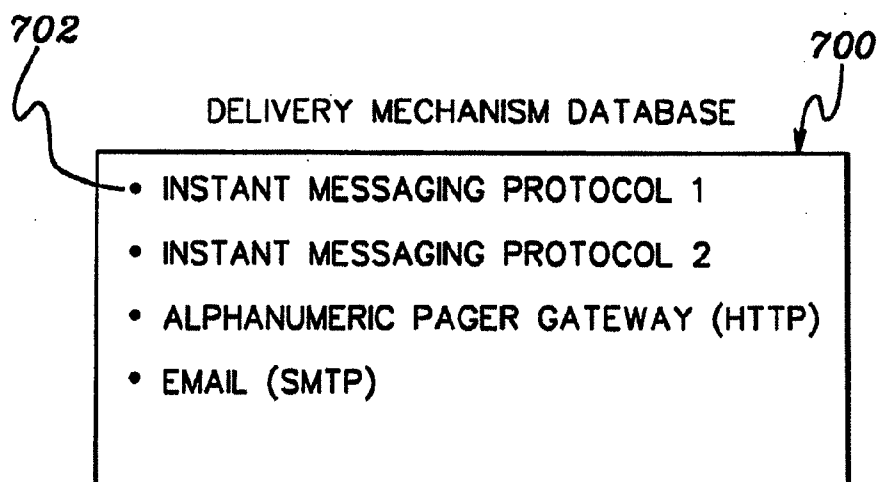 702
700
DELIVERY MECHANISM DATABASE
• INSTANT MESSAGING PROTOCOL 1
• INSTANT MESSAGING PROTOCOL 2
• ALPHANUMERIC PAGER GATEWAY (HTTP)
• EMAIL (SMTP)